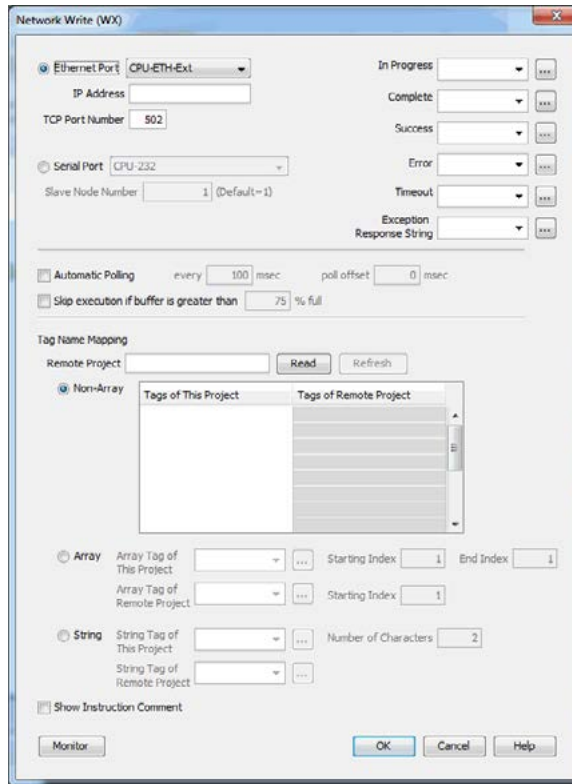 Network Write (WX)
Ethernet Port CPU-ETH-Ext
IP Address
TCP Port Number 502
Serial Port CPU-232
Slave Node Number 1 (Default=1)
In Progress ...
Complete ...
Success ...
Error ...
Timeout ...
Exception
Response String ...
Automatic Polling every 100 msec poll offset 0 msec
Skip execution if buffer is greater than 75 % full
Tag Name Mapping
Remote Project Read Refresh
Non-Array
Tags of This Project Tags of Remote Project
Array Array Tag of
This Project ... Starting Index 1 End Index 1
Array Tag of
Remote Project ... Starting Index 1
String String Tag of
This Project ... Number of Characters 2
String Tag of
Remote Project ...
Show Instruction Comment
Monitor OK Cancel Help